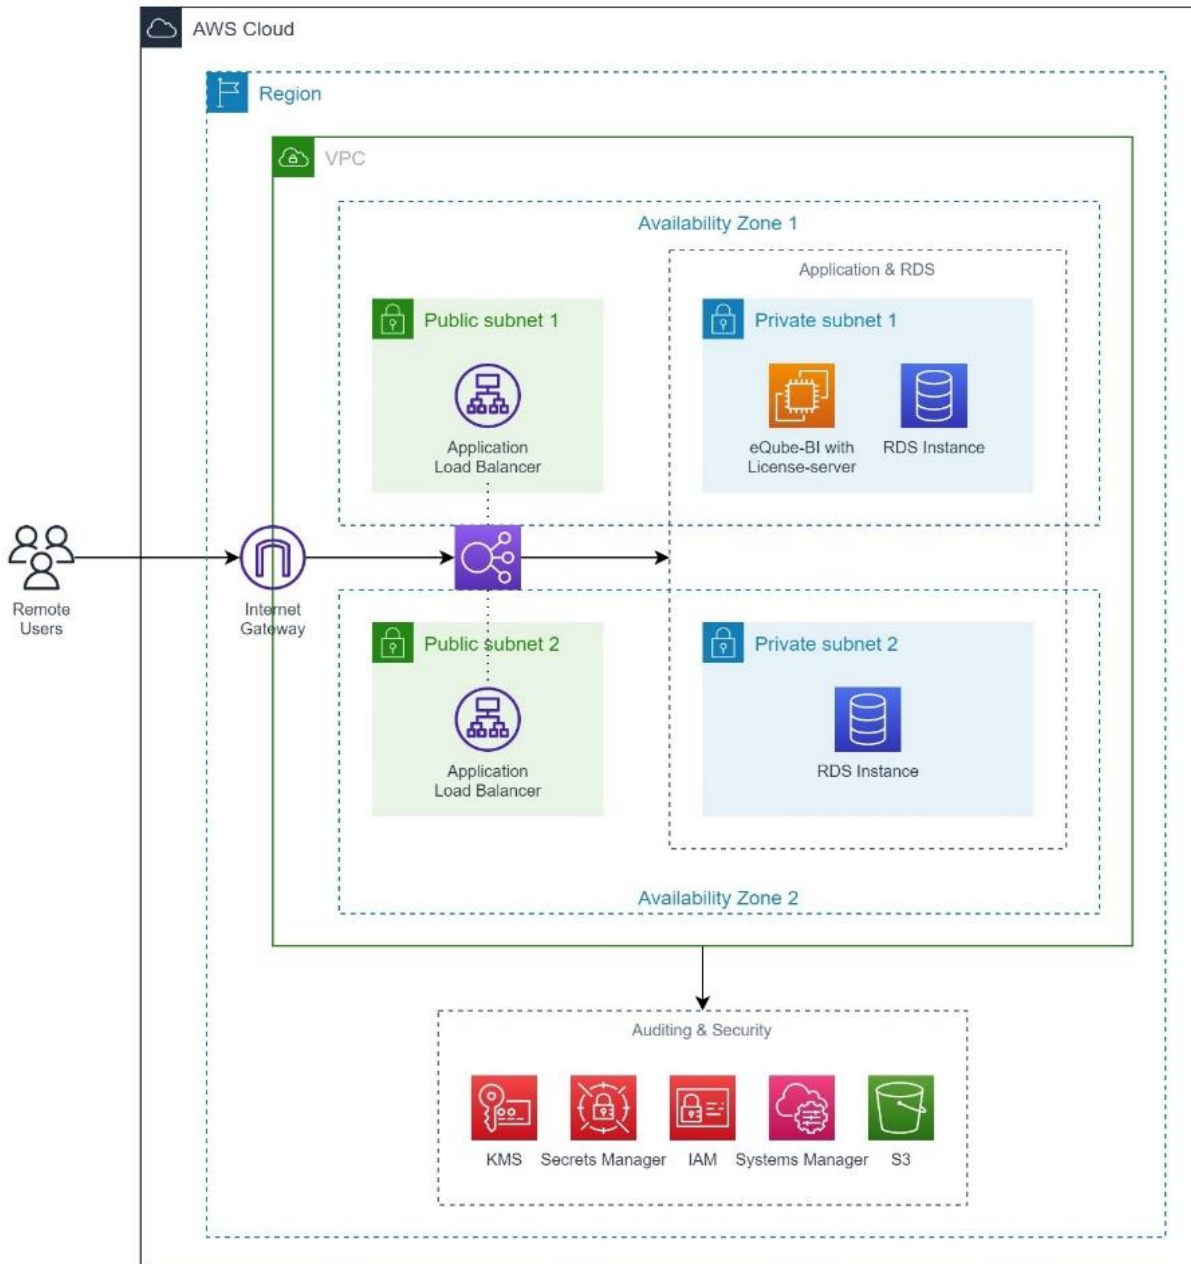 AWS Cloud
Region
VPC
Availability Zone 1
Application & RDS
Public subnet 1
Private subnet 1
Application
Load Balancer
eQube-BI with
License-server
RDS Instance
Remote
Users
Internet
Gateway
Public subnet 2
Private subnet 2
Application
Load Balancer
RDS Instance
Availability Zone 2
Auditing & Security
KMS
Secrets Manager
IAM
Systems Manager
S3